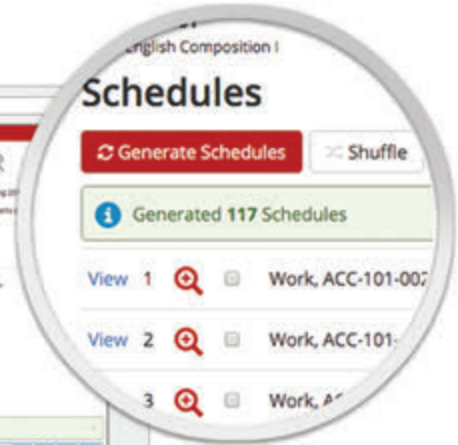 English Composition I
Schedules
Generate Schedules
Shuffle
Generated 117 Schedules
View 1 Work, ACC-101-002
View 2 Work, ACC-101-
3 Work,